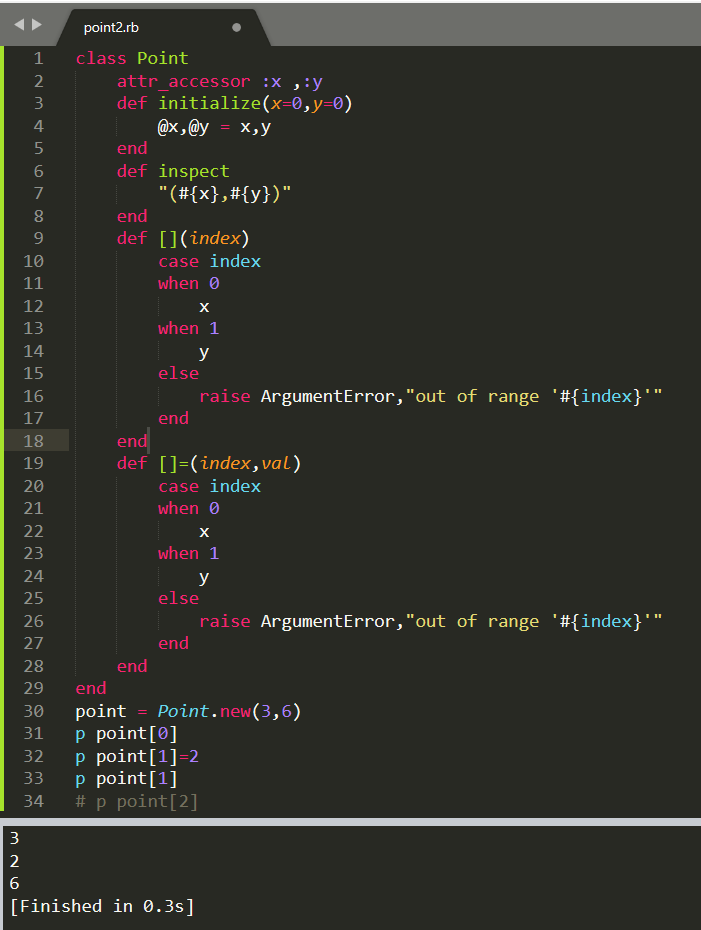 point2.rb
1 class Point
2     attr_accessor :x ,:y
3     def initialize(x=0,y=0)
4         @x,@y = x,y
5     end
6     def inspect
7         "(#{x},#{y})"
8     end
9     def [](index)
10         case index
11         when 0
12             x
13         when 1
14             y
15         else
16             raise ArgumentError,"out of range '#{index}'"
17         end
18     end
19     def []=(index,val)
20         case index
21         when 0
22             x
23         when 1
24             y
25         else
26             raise ArgumentError,"out of range '#{index}'"
27         end
28     end
29 end
30 point = Point.new(3,6)
31 p point[0]
32 p point[1]=2
33 p point[1]
34 # p point[2]
3
2
6
[Finished in 0.3s]